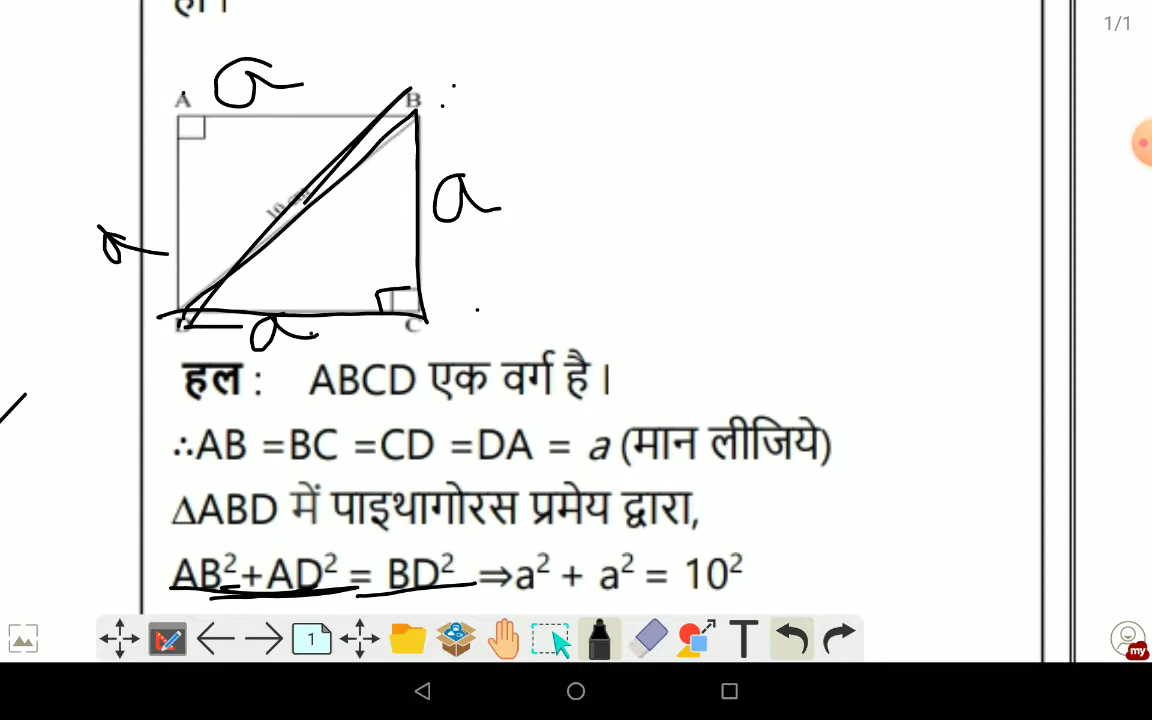 1/1
A a B
a
a
D a C
हल : ABCD एक वर्ग है ।
∴AB =BC =CD =DA = a (मान लीजिये)
ΔABD में पाइथागोरस प्रमेय द्वारा,
AB²+AD² = BD² ⇒a² + a² = 10²
1 T
my